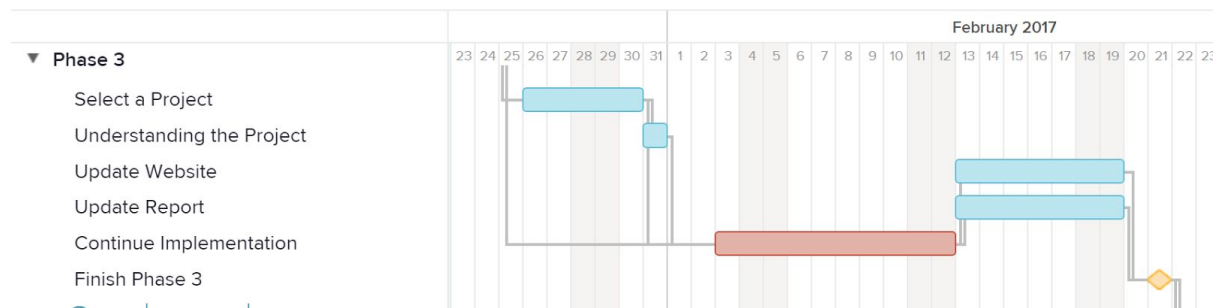 February 2017
▼ Phase 3
23 24 25 26 27 28 29 30 31 1 2 3 4 5 6 7 8 9 10 11 12 13 14 15 16 17 18 19 20 21 22 23
Select a Project
Understanding the Project
Update Website
Update Report
Continue Implementation
Finish Phase 3